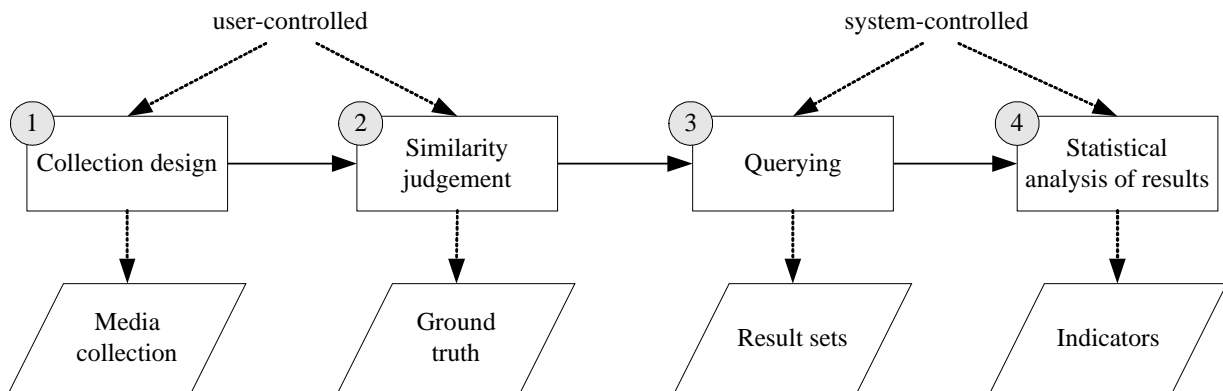 user-controlled
system-controlled
1
Collection design
2
Similarity
judgement
3
Querying
4
Statistical
analysis of results
Media
collection
Ground
truth
Result sets
Indicators